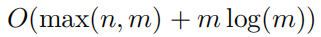 O(max(n, m) + m log(m))